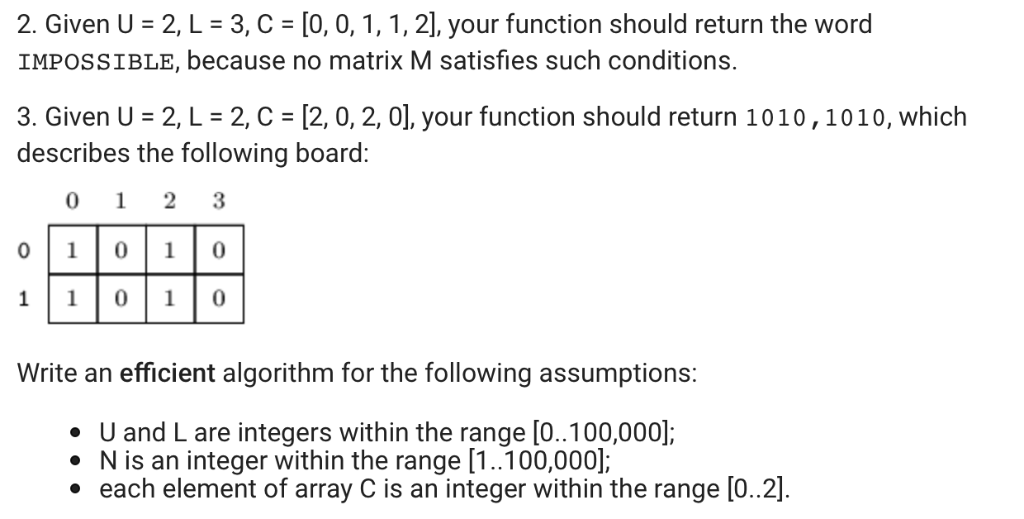 2. Given U = 2, L = 3, C = [0, 0, 1, 1, 2], your function should return the word
IMPOSSIBLE, because no matrix M satisfies such conditions.
3. Given U = 2, L = 2, C = [2, 0, 2, 0], your function should return 1010,1010, which
describes the following board:
0 1 2 3
0 1 0 1 0
1 1 0 1 0
Write an efficient algorithm for the following assumptions:
• U and L are integers within the range [0..100,000];
• N is an integer within the range [1..100,000];
• each element of array C is an integer within the range [0..2].